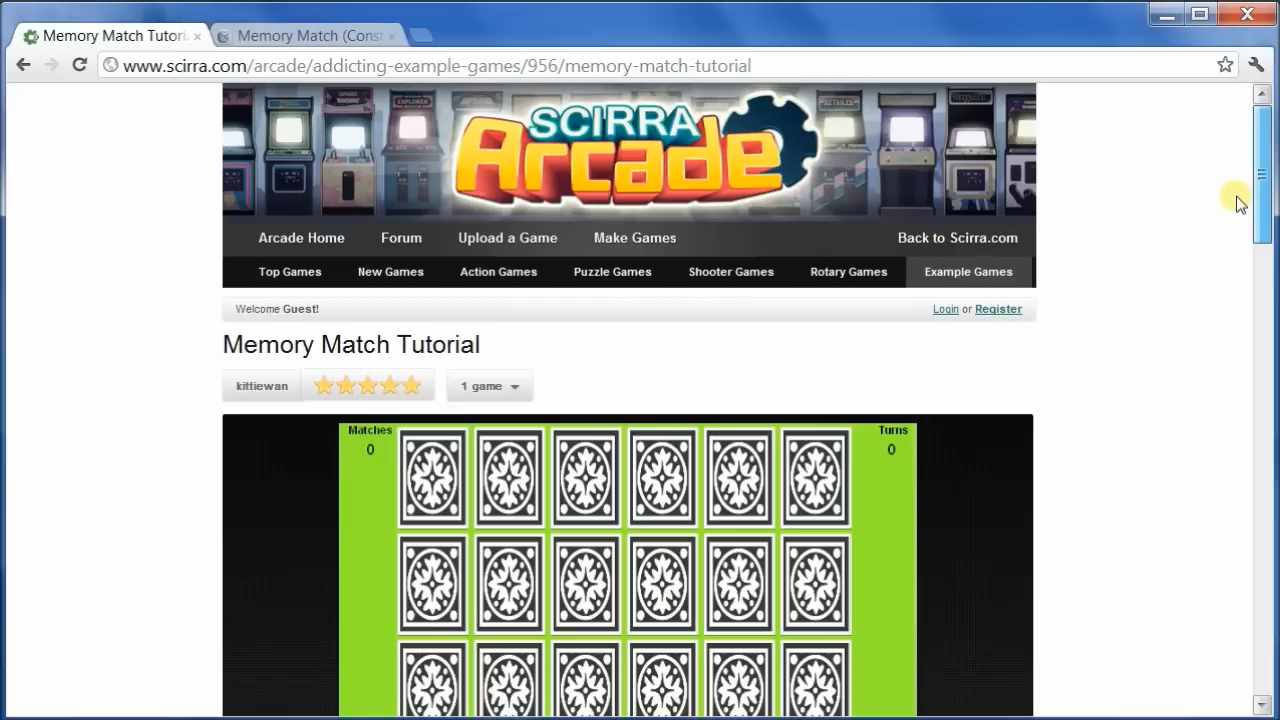 Memory Match Tutori
Memory Match (Const
www.scirra.com/arcade/addicting-example-games/956/memory-match-tutorial
SCIRRA
Arcade
Arcade Home Forum Upload a Game Make Games Back to Scirra.com
Top Games New Games Action Games Puzzle Games Shooter Games Rotary Games Example Games
Welcome Guest! Login or Register
Memory Match Tutorial
kittiewan 1 game
Matches Turns
0 0